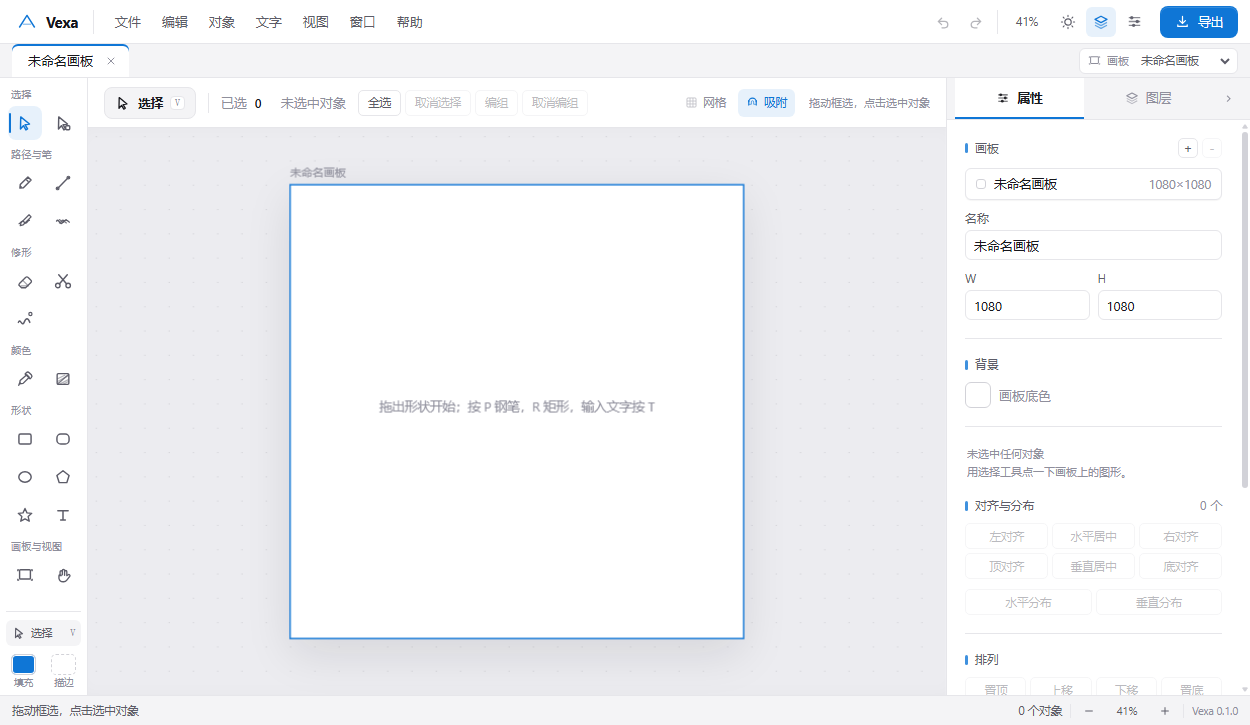 Vexa 文件 编辑 对象 文字 视图 窗口 帮助 41% 导出
未命名画板 × 画板 未命名画板
选择
路径与笔
修形
颜色
形状
画板与视图
选择 V
填充 描边
选择 V 已选 0 未选中对象 全选 取消选择 编组 取消编组 网格 吸附 拖动框选，点击选中对象
未命名画板
拖出形状开始；按 P 钢笔，R 矩形，输入文字按 T
属性 图层
画板 + -
未命名画板 1080×1080
名称
未命名画板
W H
1080 1080
背景
画板底色
未选中任何对象
用选择工具点一下画板上的图形。
对齐与分布 0 个
左对齐 水平居中 右对齐
顶对齐 垂直居中 底对齐
水平分布 垂直分布
排列
置顶 上移 下移 置底
拖动框选，点击选中对象 0 个对象 − 41% + Vexa 0.1.0